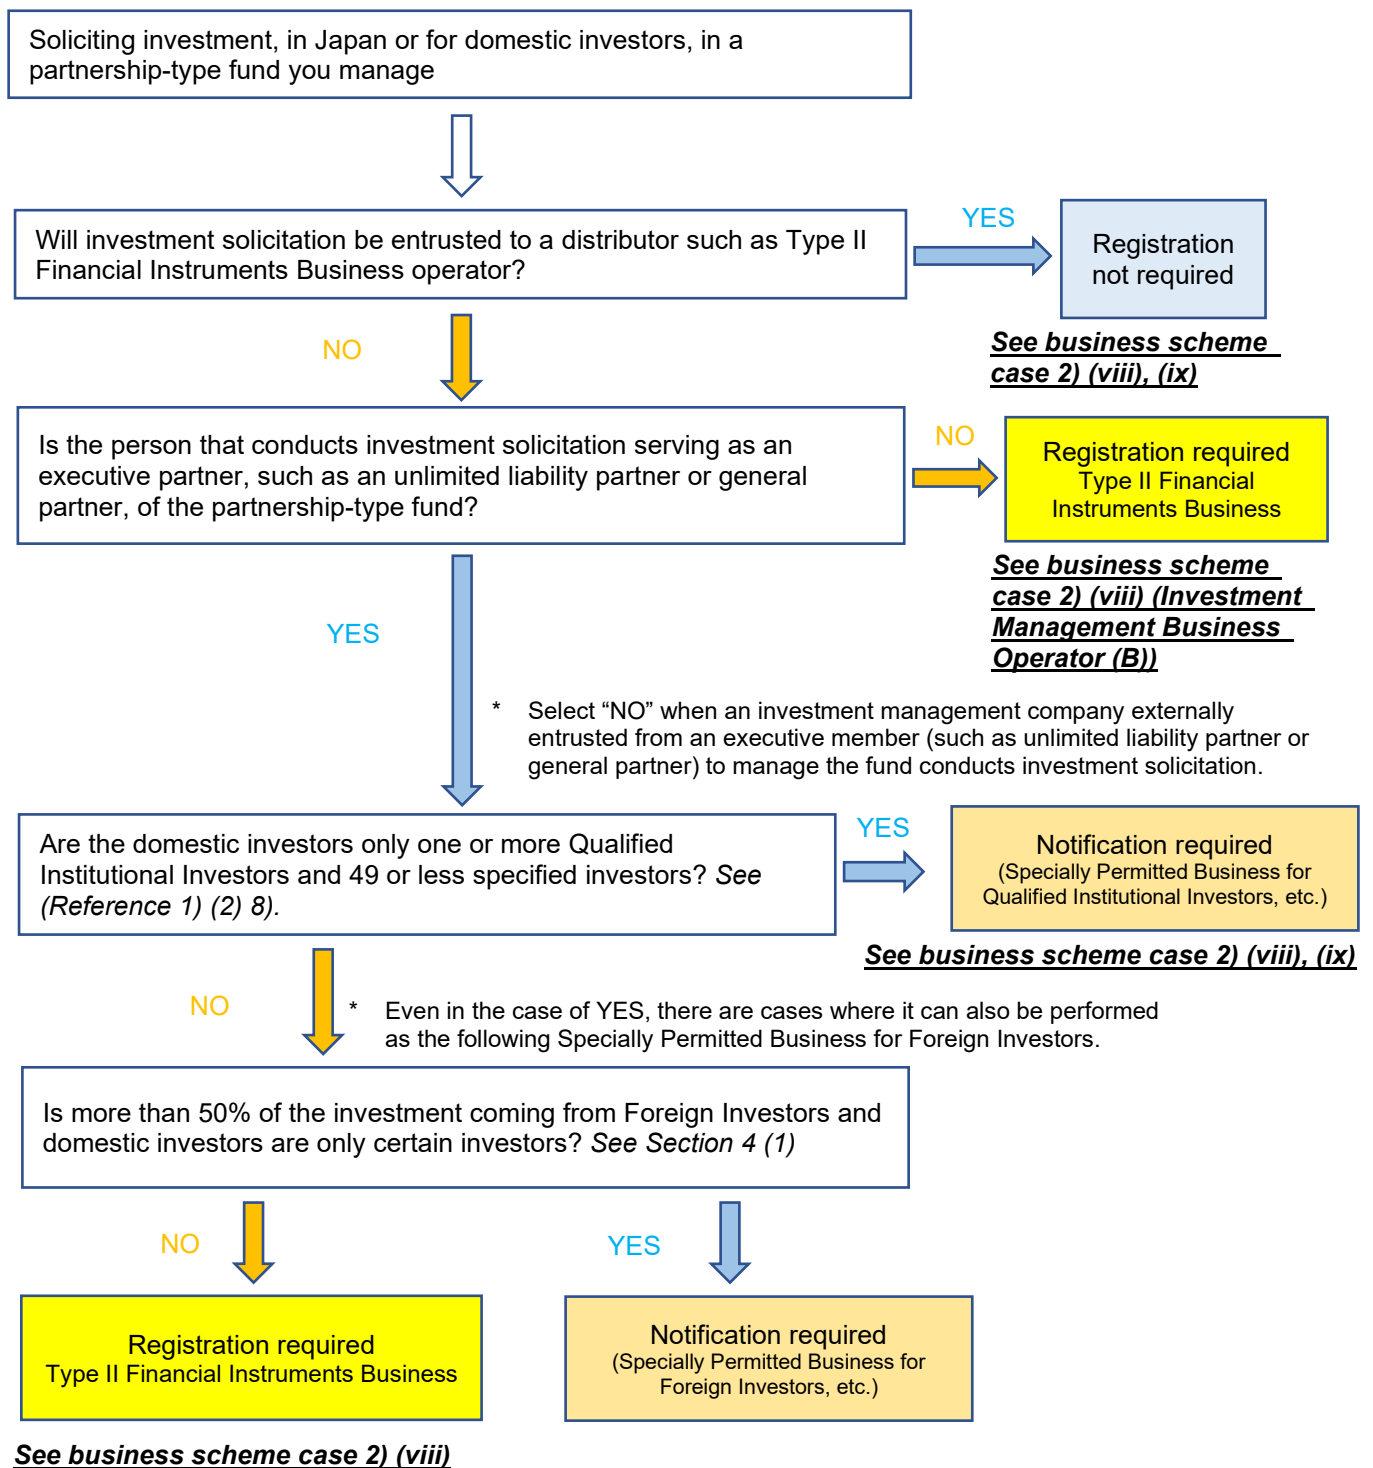 Soliciting investment, in Japan or for domestic investors, in a
partnership-type fund you manage
Will investment solicitation be entrusted to a distributor such as Type II
Financial Instruments Business operator?
YES
Registration
not required
See business scheme
case 2) (viii), (ix)
NO
Is the person that conducts investment solicitation serving as an
executive partner, such as an unlimited liability partner or general
partner, of the partnership-type fund?
NO
Registration required
Type II Financial
Instruments Business
See business scheme
case 2) (viii) (Investment
Management Business
Operator (B))
YES
* Select “NO” when an investment management company externally
entrusted from an executive member (such as unlimited liability partner or
general partner) to manage the fund conducts investment solicitation.
Are the domestic investors only one or more Qualified
Institutional Investors and 49 or less specified investors? See
(Reference 1) (2) 8).
YES
Notification required
(Specially Permitted Business for
Qualified Institutional Investors, etc.)
See business scheme case 2) (viii), (ix)
NO
* Even in the case of YES, there are cases where it can also be performed
as the following Specially Permitted Business for Foreign Investors.
Is more than 50% of the investment coming from Foreign Investors and
domestic investors are only certain investors? See Section 4 (1)
NO
YES
Registration required
Type II Financial Instruments Business
Notification required
(Specially Permitted Business for
Foreign Investors, etc.)
See business scheme case 2) (viii)